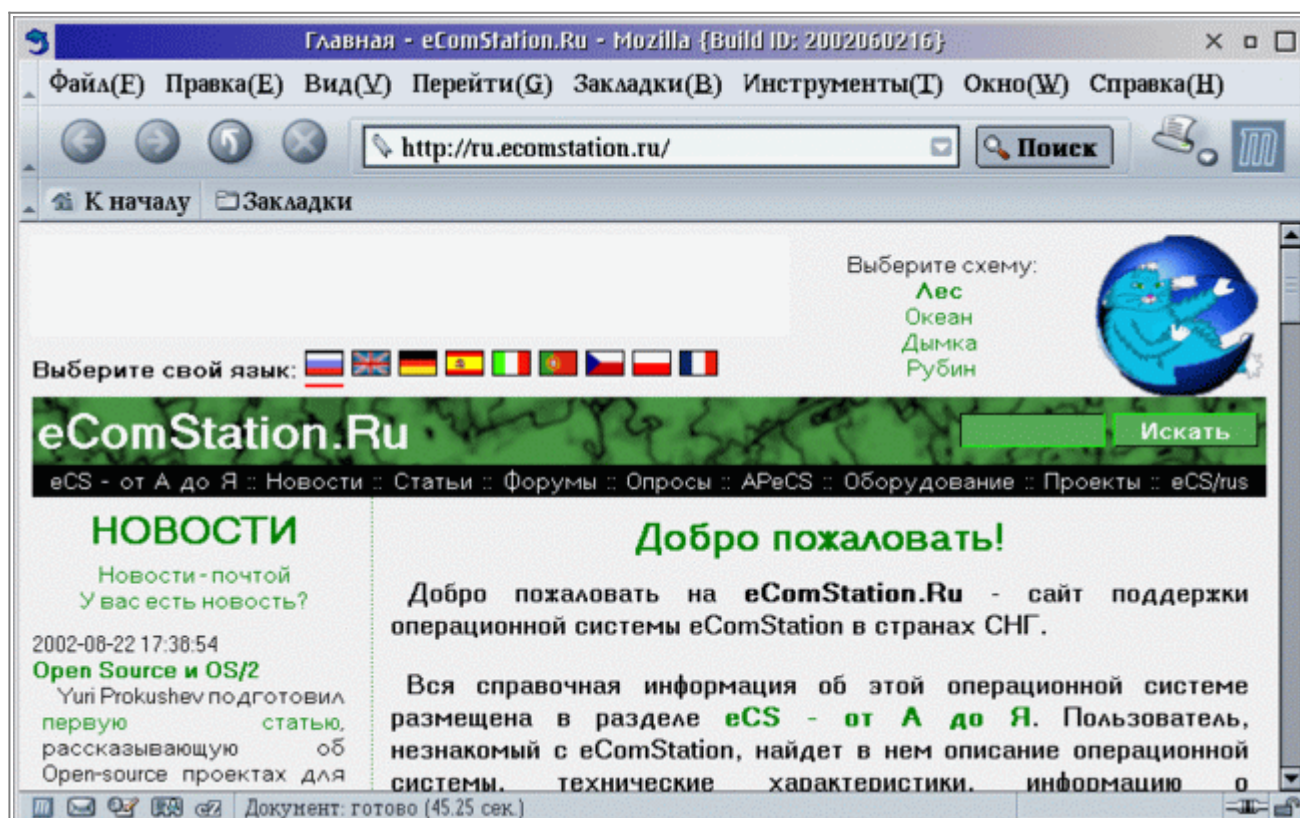 Главная - eComStation.Ru - Mozilla {Build ID: 2002060216}
Файл(F) Правка(E) Вид(V) Перейти(G) Закладки(B) Инструменты(T) Окно(W) Справка(H)
http://ru.ecomstation.ru/ Поиск
К началу Закладки
Выберите схему:
Лес
Океан
Дымка
Рубин
Выберите свой язык:
eComStation.Ru Искать
eCS - от А до Я :: Новости :: Статьи :: Форумы :: Опросы :: APeCS :: Оборудование :: Проекты :: eCS/rus
НОВОСТИ
Новости - почтой
У вас есть новость?
2002-08-22 17:38:54
Open Source и OS/2
Yuri Prokushev подготовил
первую статью,
рассказывающую об
Open-source проектах для
Добро пожаловать!
Добро пожаловать на eComStation.Ru - сайт поддержки
операционной системы eComStation в странах СНГ.
Вся справочная информация об этой операционной системе
размещена в разделе eCS - от А до Я. Пользователь,
незнакомый с eComStation, найдет в нем описание операционной
системы, технические характеристики, информацию о
Документ: готово (45.25 сек.)